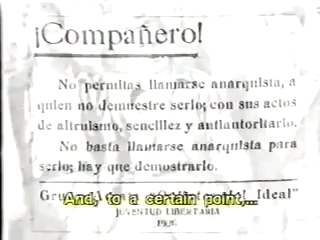 ¡Compañero!
No permitas llamarse anarquista, a
quien no demuestre serlo; con sus actos
de altruismo, sencillez y antiautoritario.
No basta llamarse anarquista para
serlo; hay que demostrarlo.
Ideal"
And, to a certain point,...
JUVENTUD LIBERTARIA